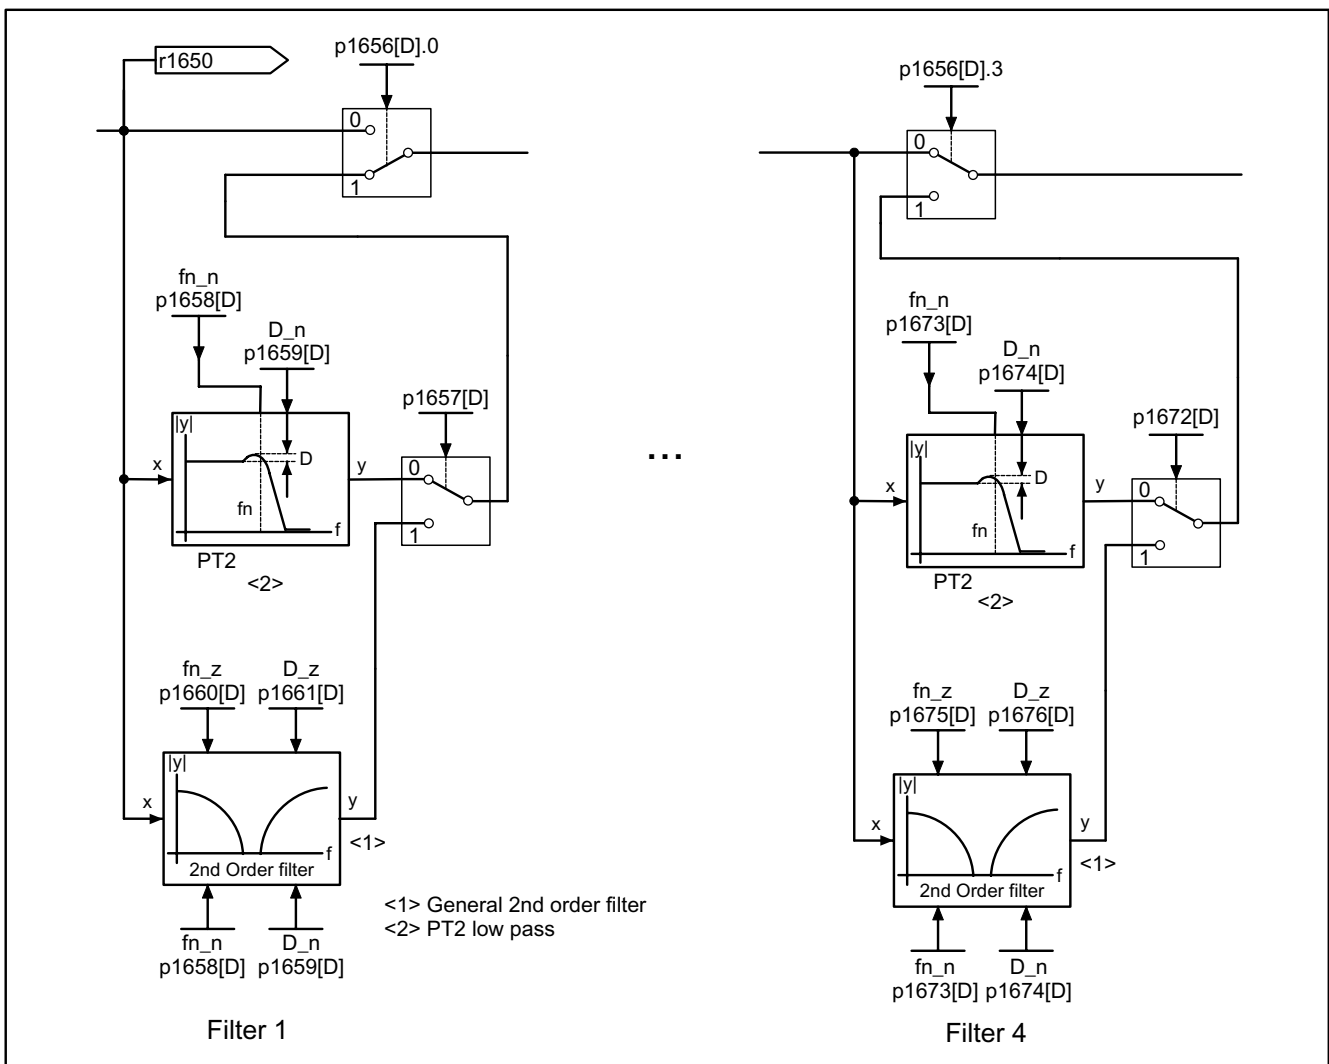 r1650
p1656[D].0
0
1
fn_n
p1658[D]
D_n
p1659[D]
p1657[D]
|y|
x
D
fn
f
y
0
1
PT2
<2>
fn_z
p1660[D]
D_z
p1661[D]
|y|
x
y
f
<1>
2nd Order filter
fn_n
p1658[D]
D_n
p1659[D]
<1> General 2nd order filter
<2> PT2 low pass
Filter 1
...
p1656[D].3
0
1
fn_n
p1673[D]
D_n
p1674[D]
p1672[D]
|y|
x
D
fn
f
y
0
1
PT2
<2>
fn_z
p1675[D]
D_z
p1676[D]
|y|
x
y
f
<1>
2nd Order filter
fn_n
p1673[D]
D_n
p1674[D]
Filter 4